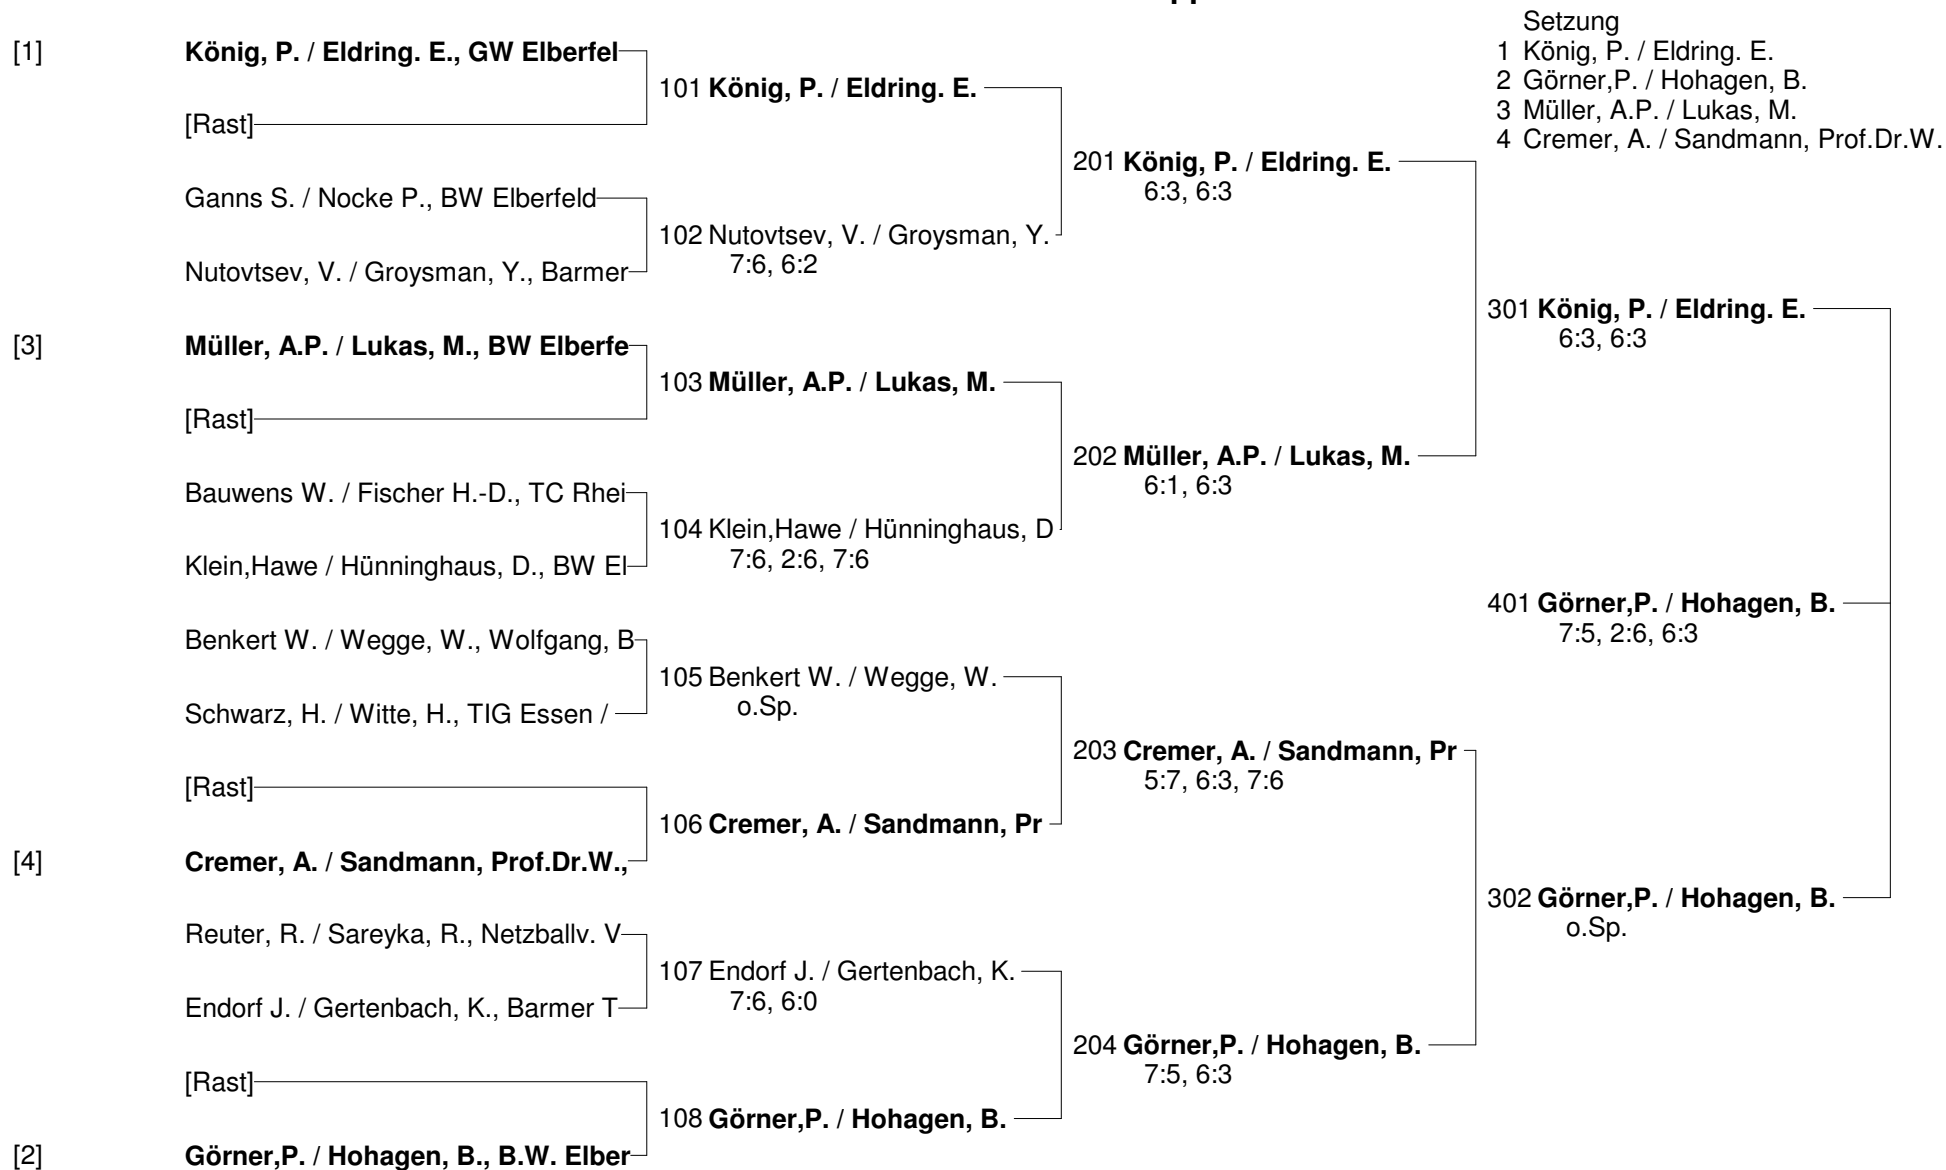 Setzung
1 König, P. / Eldring. E.
2 Görner,P. / Hohagen, B.
3 Müller, A.P. / Lukas, M.
4 Cremer, A. / Sandmann, Prof.Dr.W.
[1] König, P. / Eldring. E., GW Elberfel
[Rast]
Ganns S. / Nocke P., BW Elberfeld
Nutovtsev, V. / Groysman, Y., Barmer
[3] Müller, A.P. / Lukas, M., BW Elberfe
[Rast]
Bauwens W. / Fischer H.-D., TC Rhei
Klein,Hawe / Hünninghaus, D., BW El
Benkert W. / Wegge, W., Wolfgang, B
Schwarz, H. / Witte, H., TIG Essen /
[Rast]
[4] Cremer, A. / Sandmann, Prof.Dr.W.,
Reuter, R. / Sareyka, R., Netzballv. V
Endorf J. / Gertenbach, K., Barmer T
[Rast]
[2] Görner,P. / Hohagen, B., B.W. Elber
101 König, P. / Eldring. E.
102 Nutovtsev, V. / Groysman, Y.
7:6, 6:2
103 Müller, A.P. / Lukas, M.
104 Klein,Hawe / Hünninghaus, D
7:6, 2:6, 7:6
105 Benkert W. / Wegge, W.
o.Sp.
106 Cremer, A. / Sandmann, Pr
107 Endorf J. / Gertenbach, K.
7:6, 6:0
108 Görner,P. / Hohagen, B.
201 König, P. / Eldring. E.
6:3, 6:3
202 Müller, A.P. / Lukas, M.
6:1, 6:3
203 Cremer, A. / Sandmann, Pr
5:7, 6:3, 7:6
204 Görner,P. / Hohagen, B.
7:5, 6:3
301 König, P. / Eldring. E.
6:3, 6:3
401 Görner,P. / Hohagen, B.
7:5, 2:6, 6:3
302 Görner,P. / Hohagen, B.
o.Sp.